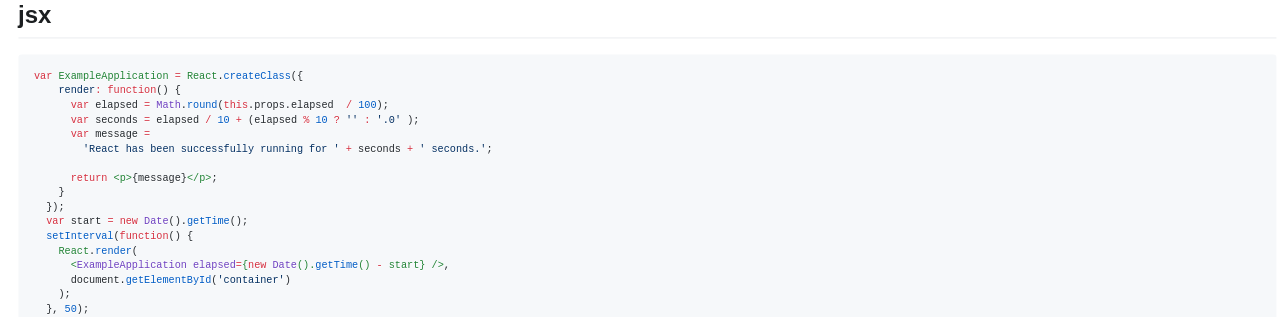 jsx
var ExampleApplication = React.createClass({
    render: function() {
      var elapsed = Math.round(this.props.elapsed  / 100);
      var seconds = elapsed / 10 + (elapsed % 10 ? '' : '.0' );
      var message =
        'React has been successfully running for ' + seconds + ' seconds.';

      return <p>{message}</p>;
    }
  });
  var start = new Date().getTime();
  setInterval(function() {
    React.render(
      <ExampleApplication elapsed={new Date().getTime() - start} />,
      document.getElementById('container')
    );
  }, 50);